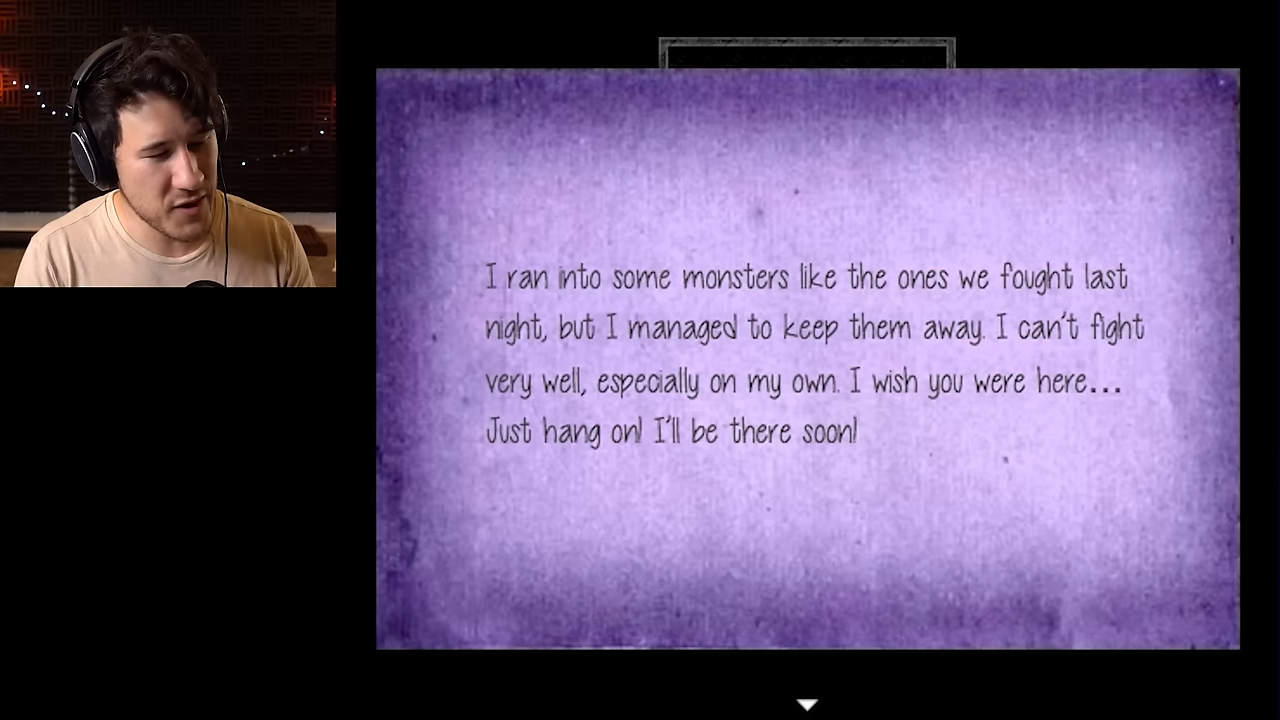 I ran into some monsters like the ones we fought last
night, but I managed to keep them away. I can't fight
very well, especially on my own. I wish you were here...
Just hang on! I'll be there soon!